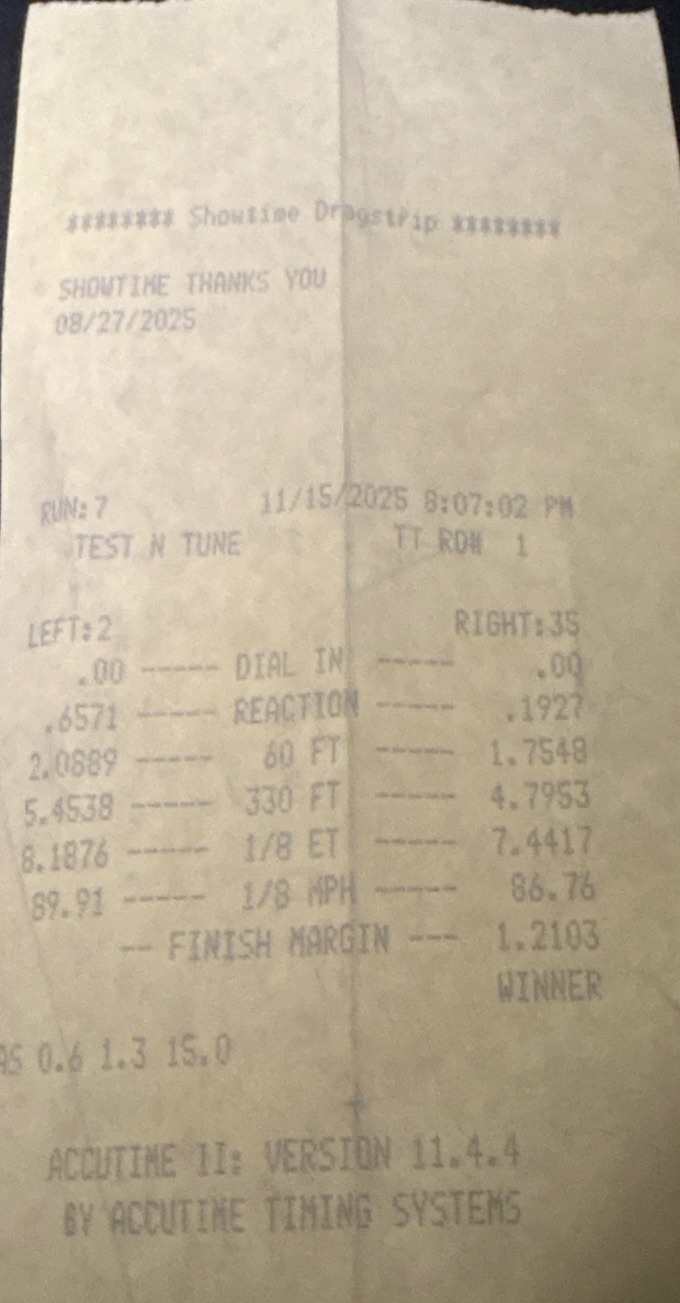 ******** Showtime Dragstrip ********
SHOWTIME THANKS YOU
08/27/2025
RUN:7 11/15/2025 8:07:02 PM
TEST N TUNE TT RD# 1
LEFT:2 RIGHT:35
.00 ----- DIAL IN ----- .00
.6571 ----- REACTION ----- .1927
2.0889 ----- 60 FT ----- 1.7548
5.4538 ----- 330 FT ----- 4.7953
8.1876 ----- 1/8 ET ----- 7.4417
89.91 ----- 1/8 MPH ----- 86.76
-- FINISH MARGIN --- 1.2103
WINNER
AS 0.6 1.3 15.0
ACCUTIME II: VERSION 11.4.4
BY ACCUTIME TIMING SYSTEMS